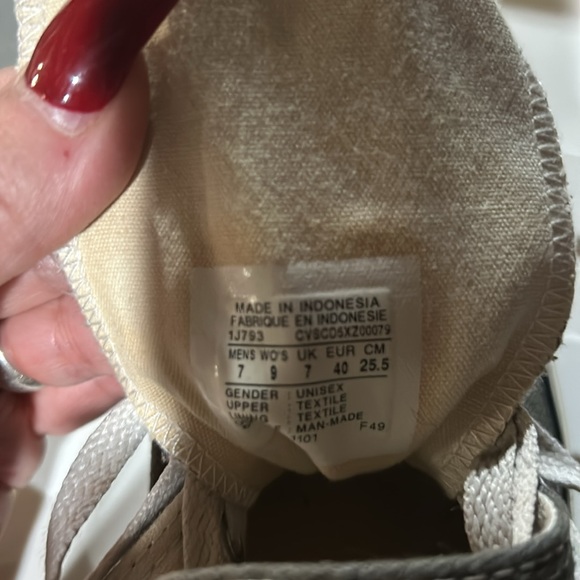 MADE IN INDONESIA
FABRIQUE EN INDONESIE
1J793 CVSGD5XZ00079
MENS WO'S UK EUR CM
7 9 7 40 25.5
GENDER : UNISEX
UPPER : TEXTILE
: TEXTILE
MAN-MADE F49
1101